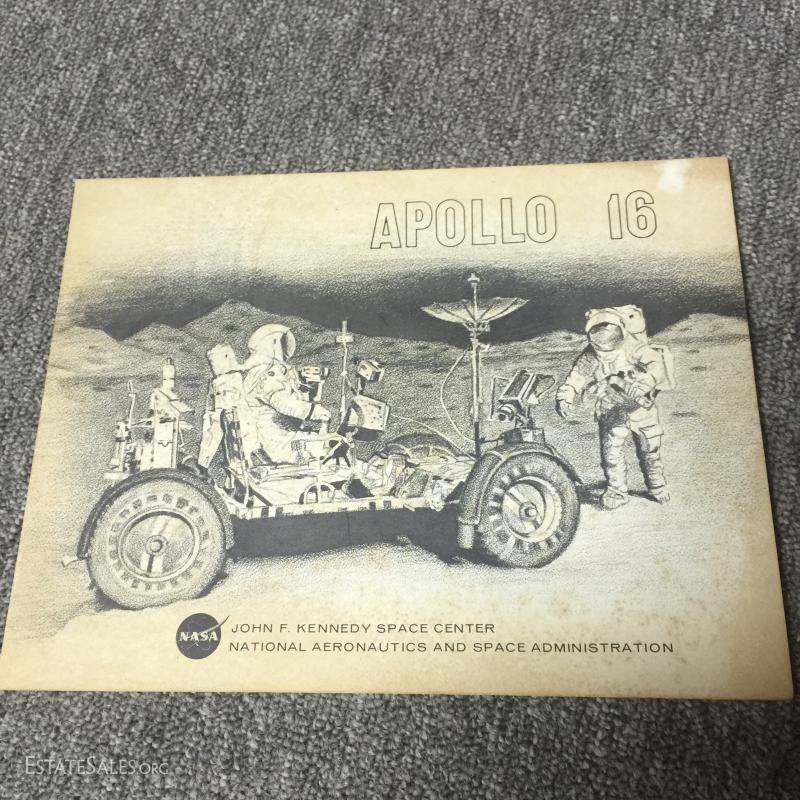 APOLLO 16
NASA
JOHN F. KENNEDY SPACE CENTER
NATIONAL AERONAUTICS AND SPACE ADMINISTRATION
ESTATESALES.ORG